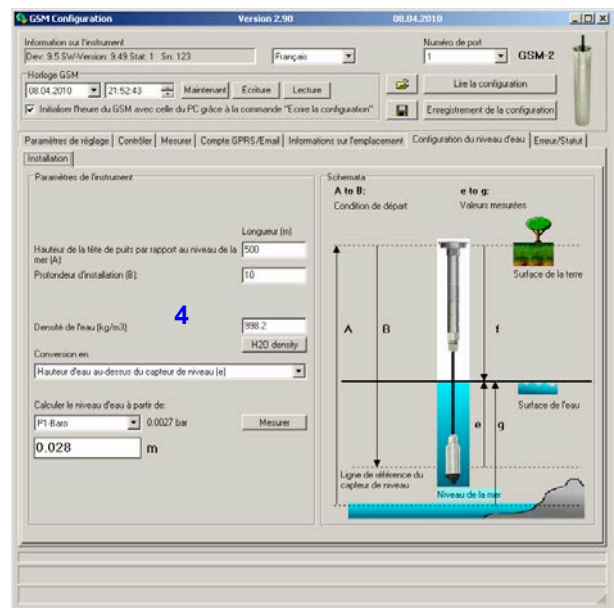 GSM Configuration Version 2.90 08.04.2010
Information sur l'instrument
Dev: 9.5 SW-Version: 9.49 Stat: 1 Sn: 123
Français
Numéro de port
1
GSM-2
Horloge GSM
08.04.2010
21:52:43
Maintenant
Ecriture
Lecture
Lire la configuration
Initialiser l'heure du GSM avec celle du PC grâce à la commande "Ecrire la configuration"
Enregistrement de la configuration
Paramètres de réglage Contrôler Mesurer Compte GPRS/Email Informations sur l'emplacement Configuration du niveau d'eau Erreur/Statut
Installation
Paramètres de l'instrument
Longueur (m)
Hauteur de la tête de puits par rapport au niveau de la
mer (A):
500
Profondeur d'installation (B):
10
4
Densité de l'eau (kg/m3):
998.2
H2O density
Conversion en
Hauteur d'eau au-dessus du capteur de niveau (e)
Calculer le niveau d'eau à partir de:
P1-Baro
0.0027 bar
Mesurer
0.028 m
Schemata
A to B: e to g:
Condition de départ Valeurs mesurées
Surface de la terre
A B f
Surface de l'eau
e g
Ligne de référence du
capteur de niveau
Niveau de la mer